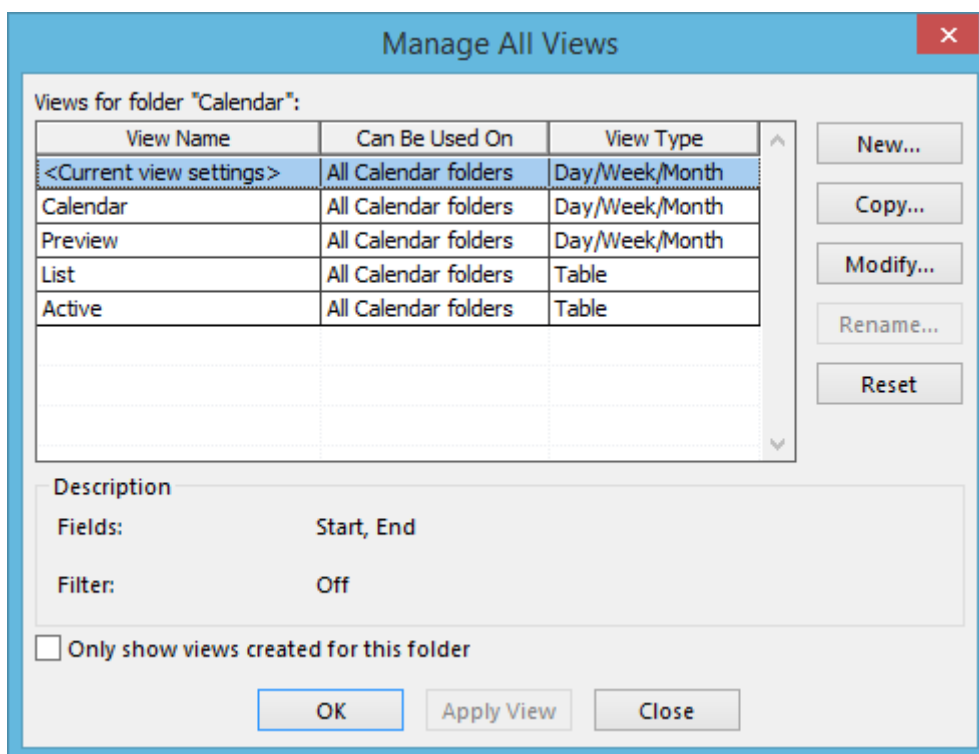 Manage All Views
Views for folder "Calendar":
View Name Can Be Used On View Type
<Current view settings> All Calendar folders Day/Week/Month
Calendar All Calendar folders Day/Week/Month
Preview All Calendar folders Day/Week/Month
List All Calendar folders Table
Active All Calendar folders Table
New...
Copy...
Modify...
Rename...
Reset
Description
Fields: Start, End
Filter: Off
Only show views created for this folder
OK Apply View Close